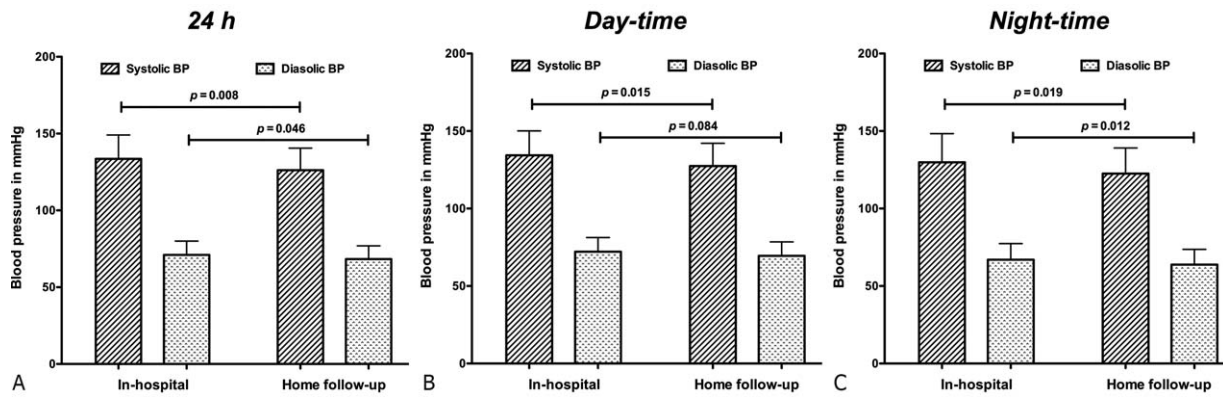 24 h
200
Systolic BP
Diasolic BP
p = 0.008
p = 0.046
150
100
50
0
Blood pressure in mmHg
In-hospital
Home follow-up
A
Day-time
200
Systolic BP
Diasolic BP
p = 0.015
p = 0.084
150
100
50
0
Blood pressure in mmHg
In-hospital
Home follow-up
B
Night-time
200
Systolic BP
Diasolic BP
p = 0.019
p = 0.012
150
100
50
0
Blood pressure in mmHg
In-hospital
Home follow-up
C